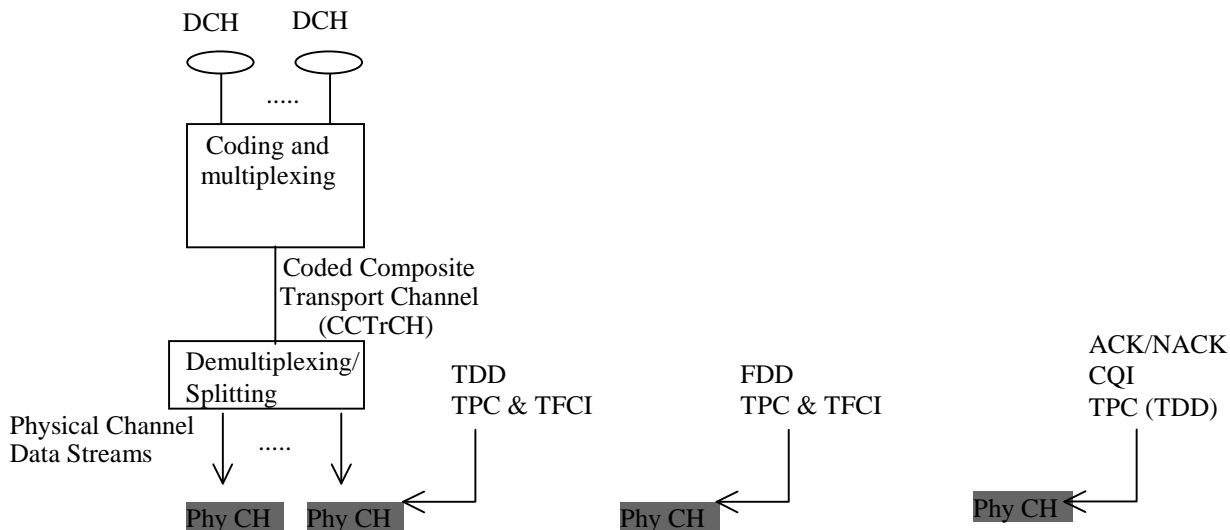 DCH
DCH
.....
Coding and
multiplexing
Coded Composite
Transport Channel
(CCTrCH)
Demultiplexing/
Splitting
TDD
TPC & TFCI
FDD
TPC & TFCI
ACK/NACK
CQI
TPC (TDD)
Physical Channel
Data Streams
.....
Phy CH
Phy CH
Phy CH
Phy CH